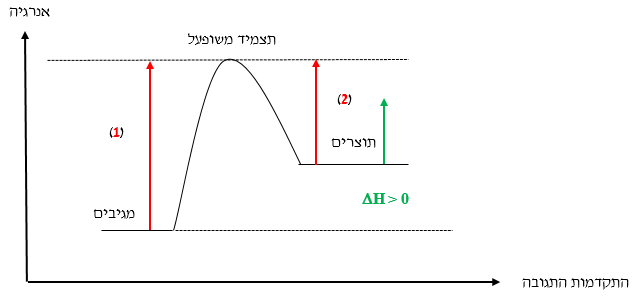 אנרגיה
תצמיד משופעל
(1)
(2)
תוצרים
מגיבים
ΔH > 0
התקדמות התגובה